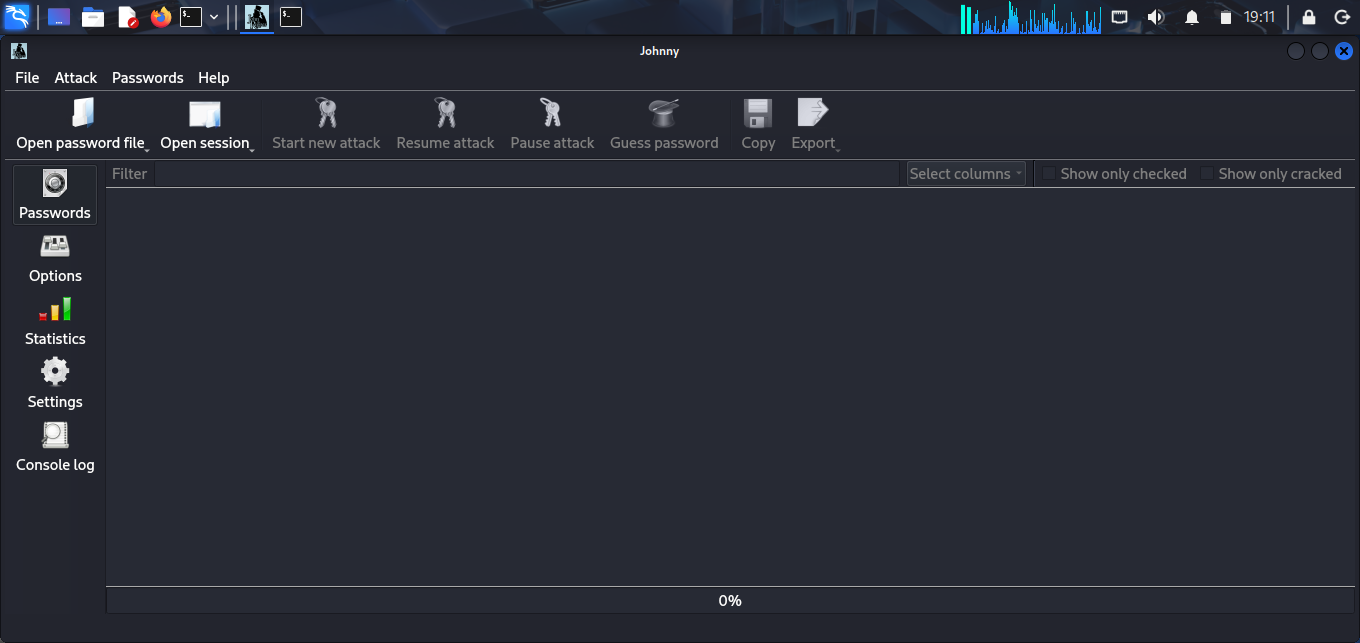 19:11
Johnny
File Attack Passwords Help
Open password file Open session Start new attack Resume attack Pause attack Guess password Copy Export
Filter Select columns Show only checked Show only cracked
Passwords
Options
Statistics
Settings
Console log
0%